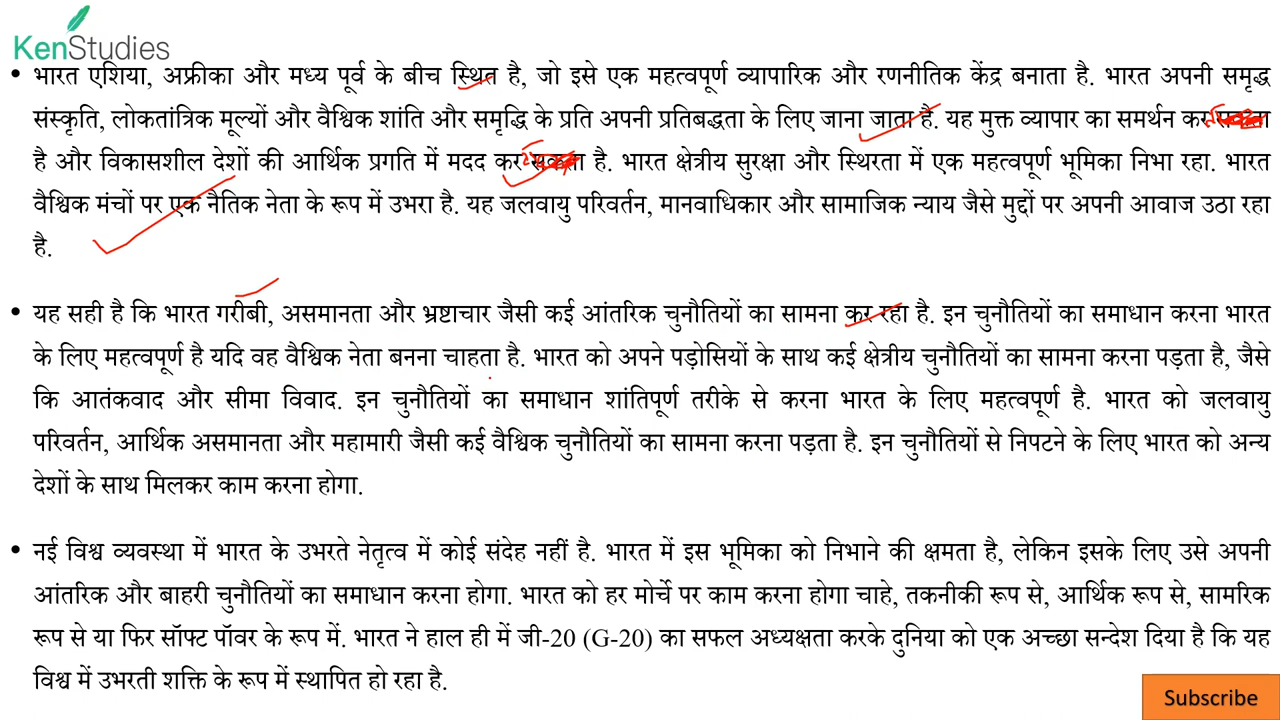 KenStudies
• भारत एशिया, अफ्रीका और मध्य पूर्व के बीच स्थित है, जो इसे एक महत्वपूर्ण व्यापारिक और रणनीतिक केंद्र बनाता है. भारत अपनी समृद्ध
संस्कृति, लोकतांत्रिक मूल्यों और वैश्विक शांति और समृद्धि के प्रति अपनी प्रतिबद्धता के लिए जाना जाता है. यह मुक्त व्यापार का समर्थन कर
है और विकासशील देशों की आर्थिक प्रगति में मदद कर सकता है. भारत क्षेत्रीय सुरक्षा और स्थिरता में एक महत्वपूर्ण भूमिका निभा रहा. भारत
वैश्विक मंचों पर एक नैतिक नेता के रूप में उभरा है. यह जलवायु परिवर्तन, मानवाधिकार और सामाजिक न्याय जैसे मुद्दों पर अपनी आवाज उठा रहा
है.
• यह सही है कि भारत गरीबी, असमानता और भ्रष्टाचार जैसी कई आंतरिक चुनौतियों का सामना कर रहा है. इन चुनौतियों का समाधान करना भारत
के लिए महत्वपूर्ण है यदि वह वैश्विक नेता बनना चाहता है. भारत को अपने पड़ोसियों के साथ कई क्षेत्रीय चुनौतियों का सामना करना पड़ता है, जैसे
कि आतंकवाद और सीमा विवाद. इन चुनौतियों का समाधान शांतिपूर्ण तरीके से करना भारत के लिए महत्वपूर्ण है. भारत को जलवायु
परिवर्तन, आर्थिक असमानता और महामारी जैसी कई वैश्विक चुनौतियों का सामना करना पड़ता है. इन चुनौतियों से निपटने के लिए भारत को अन्य
देशों के साथ मिलकर काम करना होगा.
• नई विश्व व्यवस्था में भारत के उभरते नेतृत्व में कोई संदेह नहीं है. भारत में इस भूमिका को निभाने की क्षमता है, लेकिन इसके लिए उसे अपनी
आंतरिक और बाहरी चुनौतियों का समाधान करना होगा. भारत को हर मोर्चे पर काम करना होगा चाहे, तकनीकी रूप से, आर्थिक रूप से, सामरिक
रूप से या फिर सॉफ्ट पॉवर के रूप में. भारत ने हाल ही में जी-20 (G-20) का सफल अध्यक्षता करके दुनिया को एक अच्छा सन्देश दिया है कि यह
विश्व में उभरती शक्ति के रूप में स्थापित हो रहा है.
Subscribe